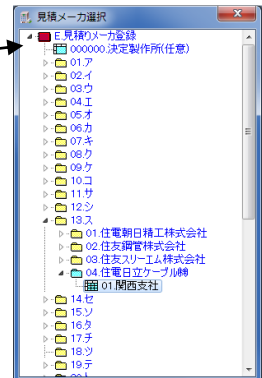 見積メーカ選択
E.見積りメーカ登録
000000.決定製作所(任意)
01.ア
02.イ
03.ウ
04.エ
05.オ
06.カ
07.キ
08.ク
09.ケ
10.コ
11.サ
12.シ
13.ス
01.住電朝日精工株式会社
02.住友鋼管株式会社
03.住友スリーエム株式会社
04.住電日立ケーブル㈱
01.関西支社
14.セ
15.ソ
16.タ
17.チ
18.ツ
19.テ